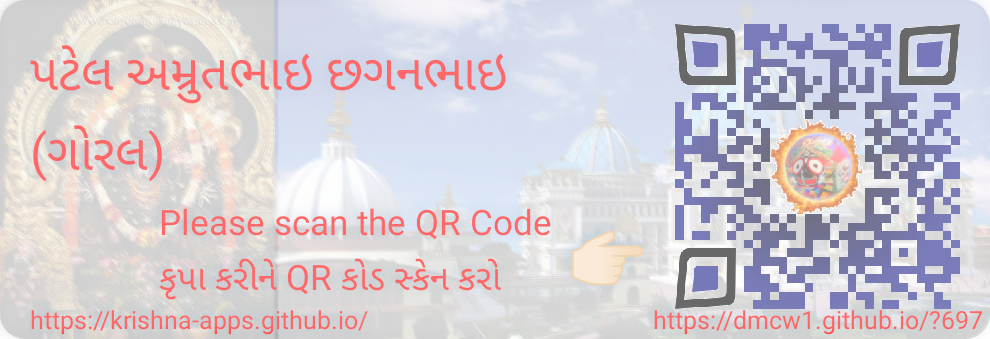 પટેલ અમ્રુતભાઇ છગનભાઇ
(ગોરલ)
Please scan the QR Code
કૃપા કરીને QR કોડ સ્કેન કરો
https://krishna-apps.github.io/
https://dmcw1.github.io/?697